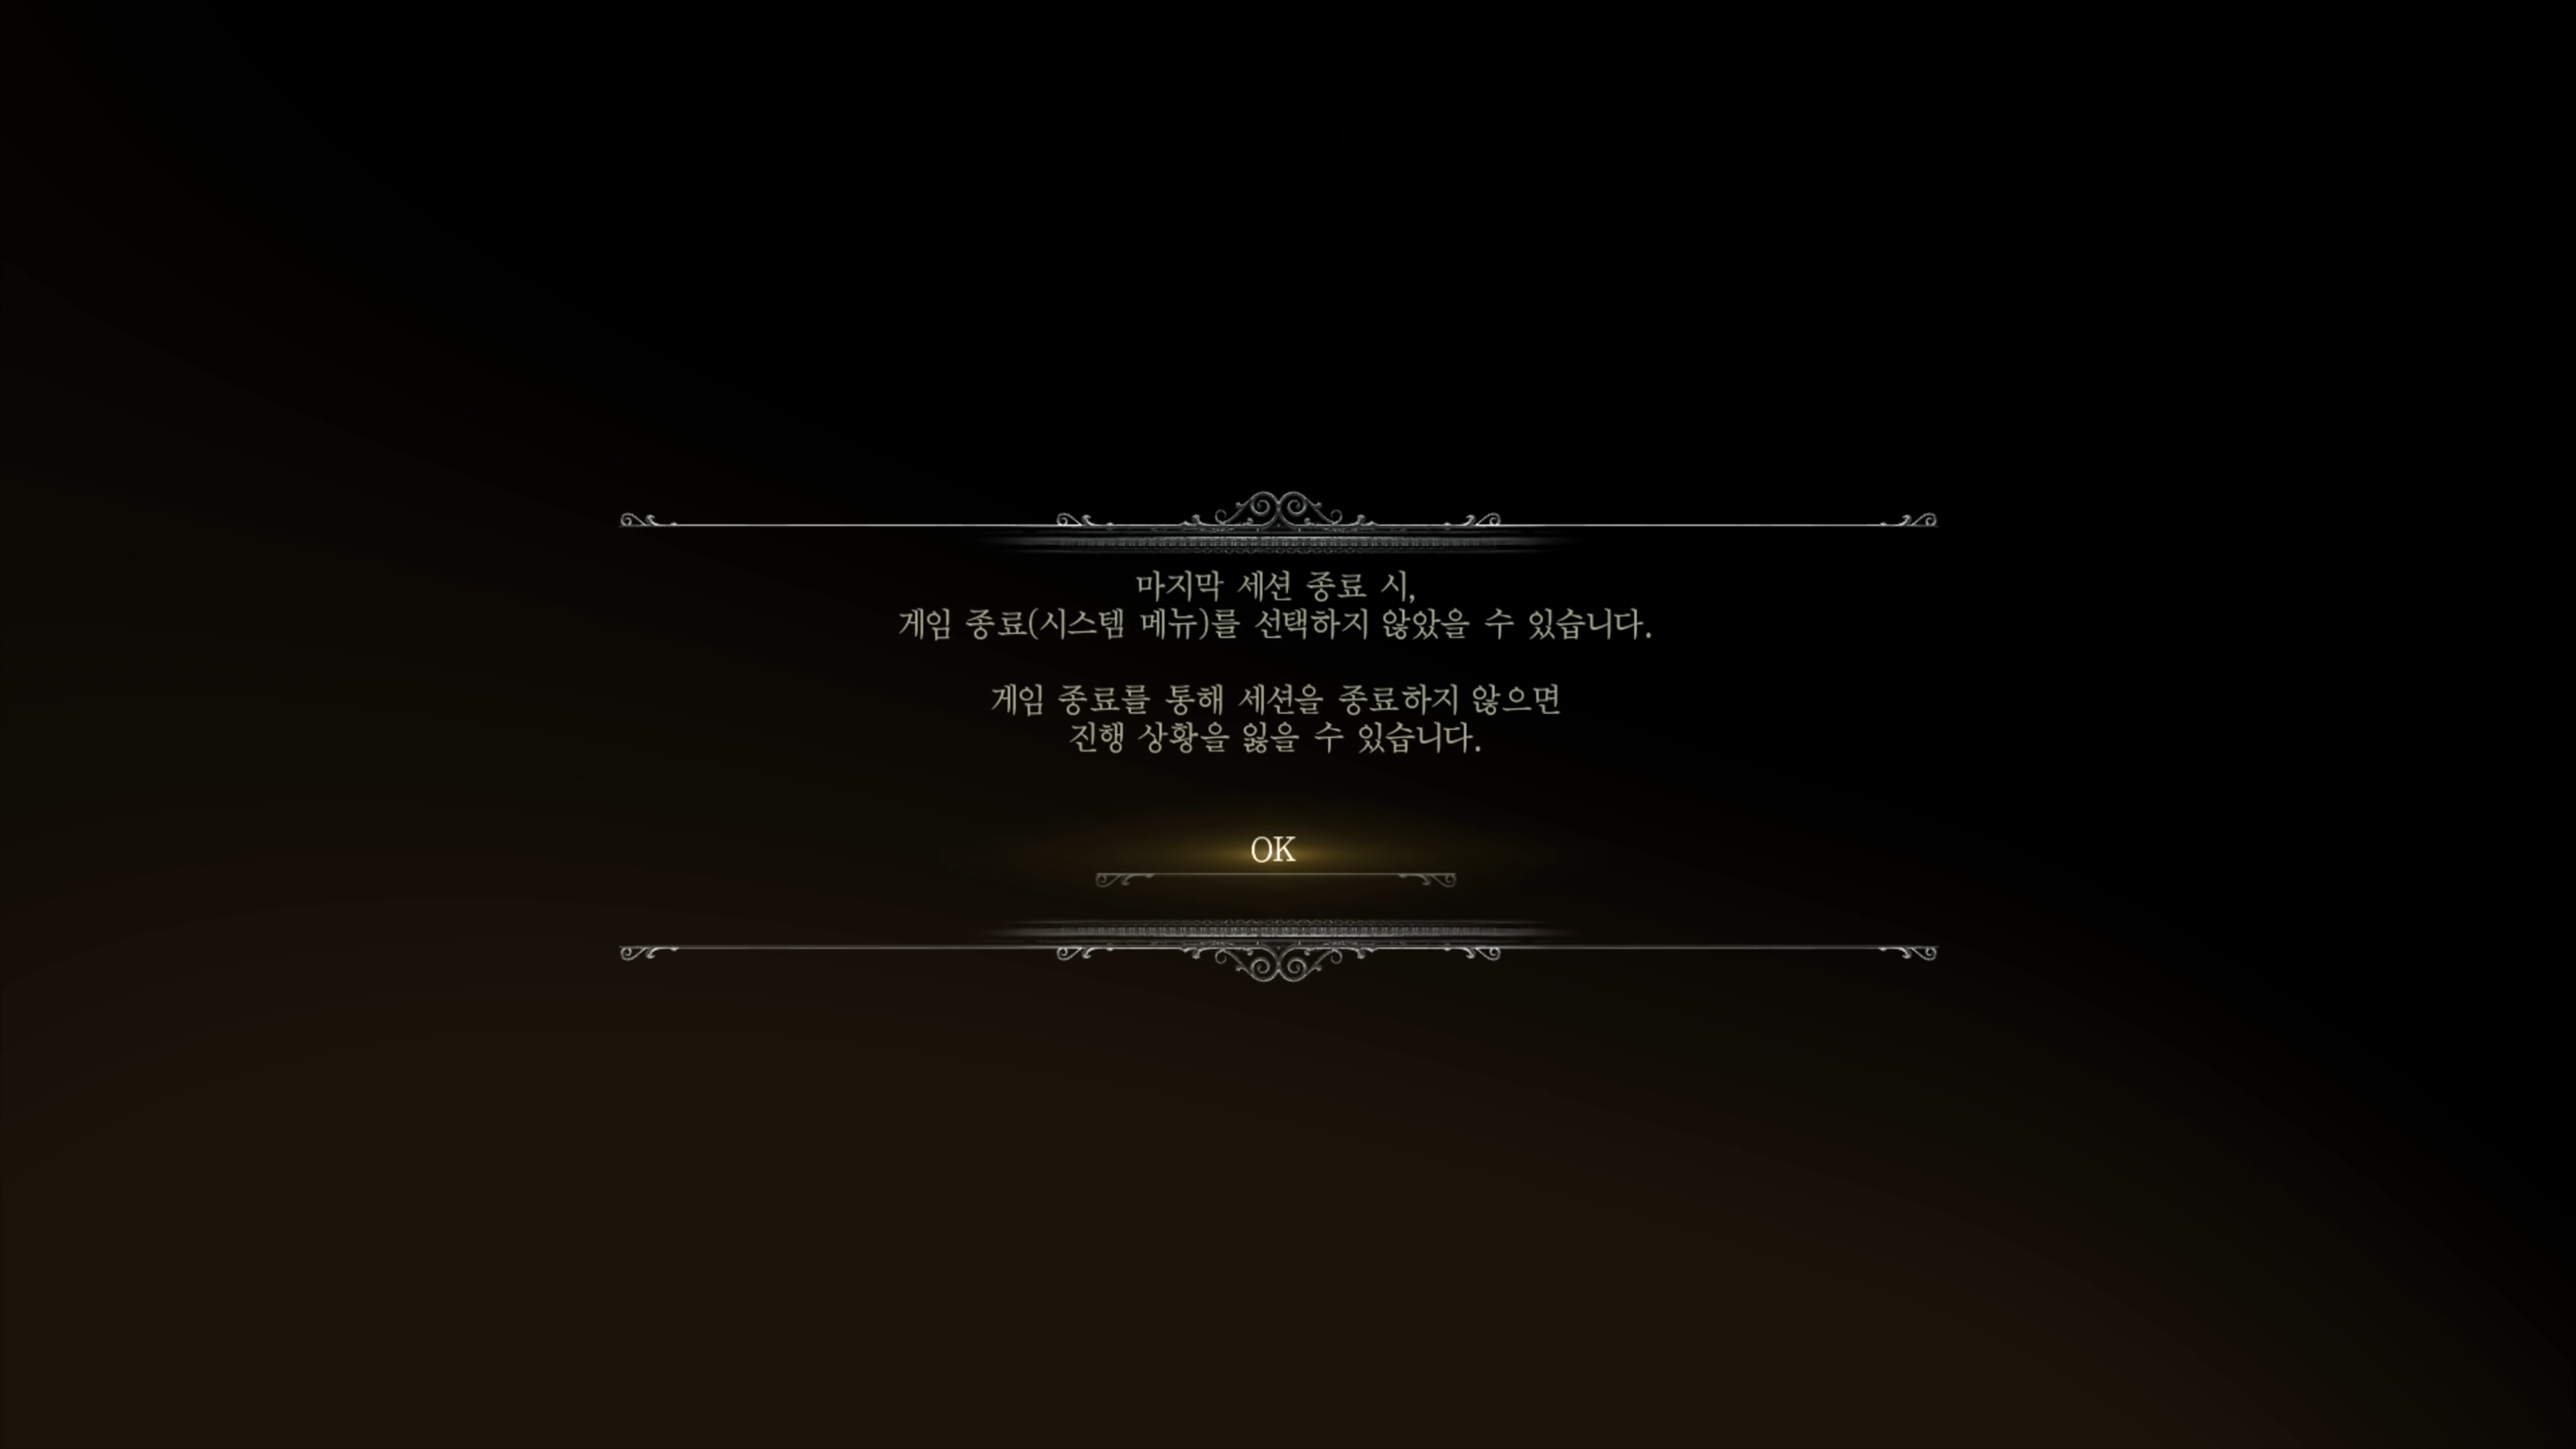 마지막 세션 종료 시,
게임 종료(시스템 메뉴)를 선택하지 않았을 수 있습니다.
게임 종료를 통해 세션을 종료하지 않으면
진행 상황을 잃을 수 있습니다.
OK